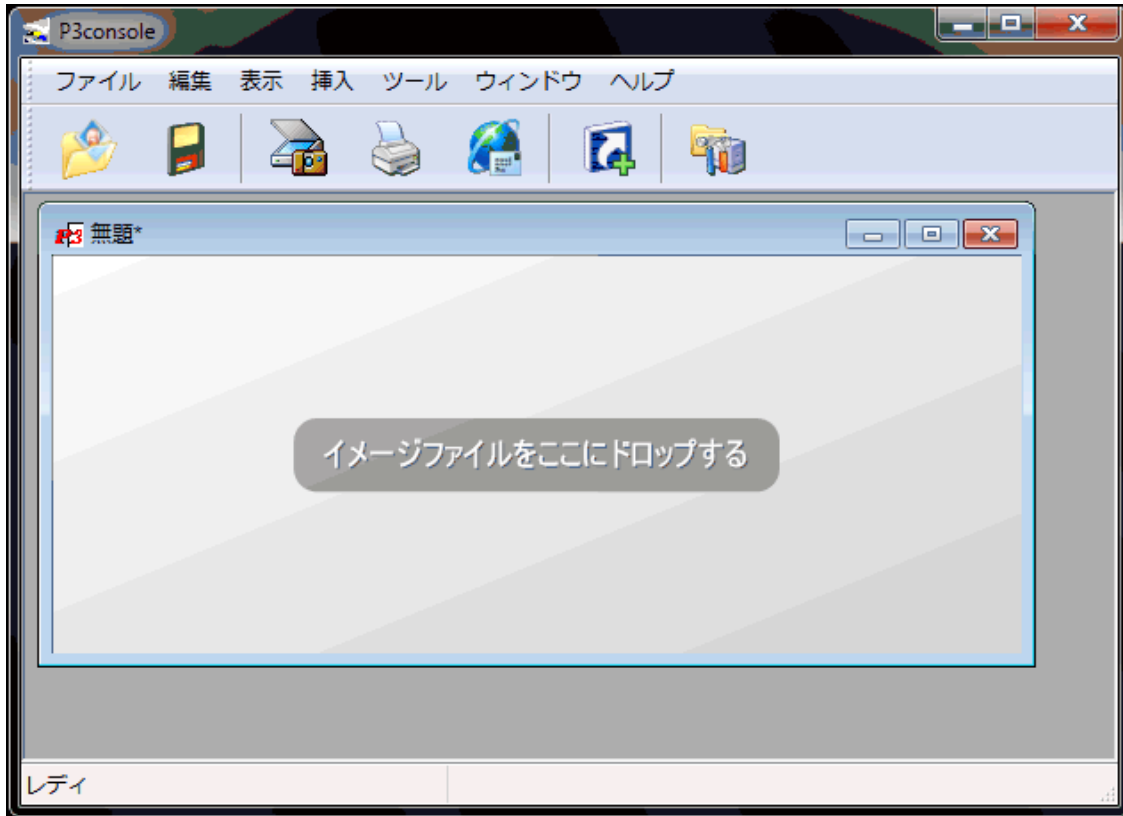 P3console
ファイル 編集 表示 挿入 ツール ウィンドウ ヘルプ
P3 無題*
イメージファイルをここにドロップする
レディ